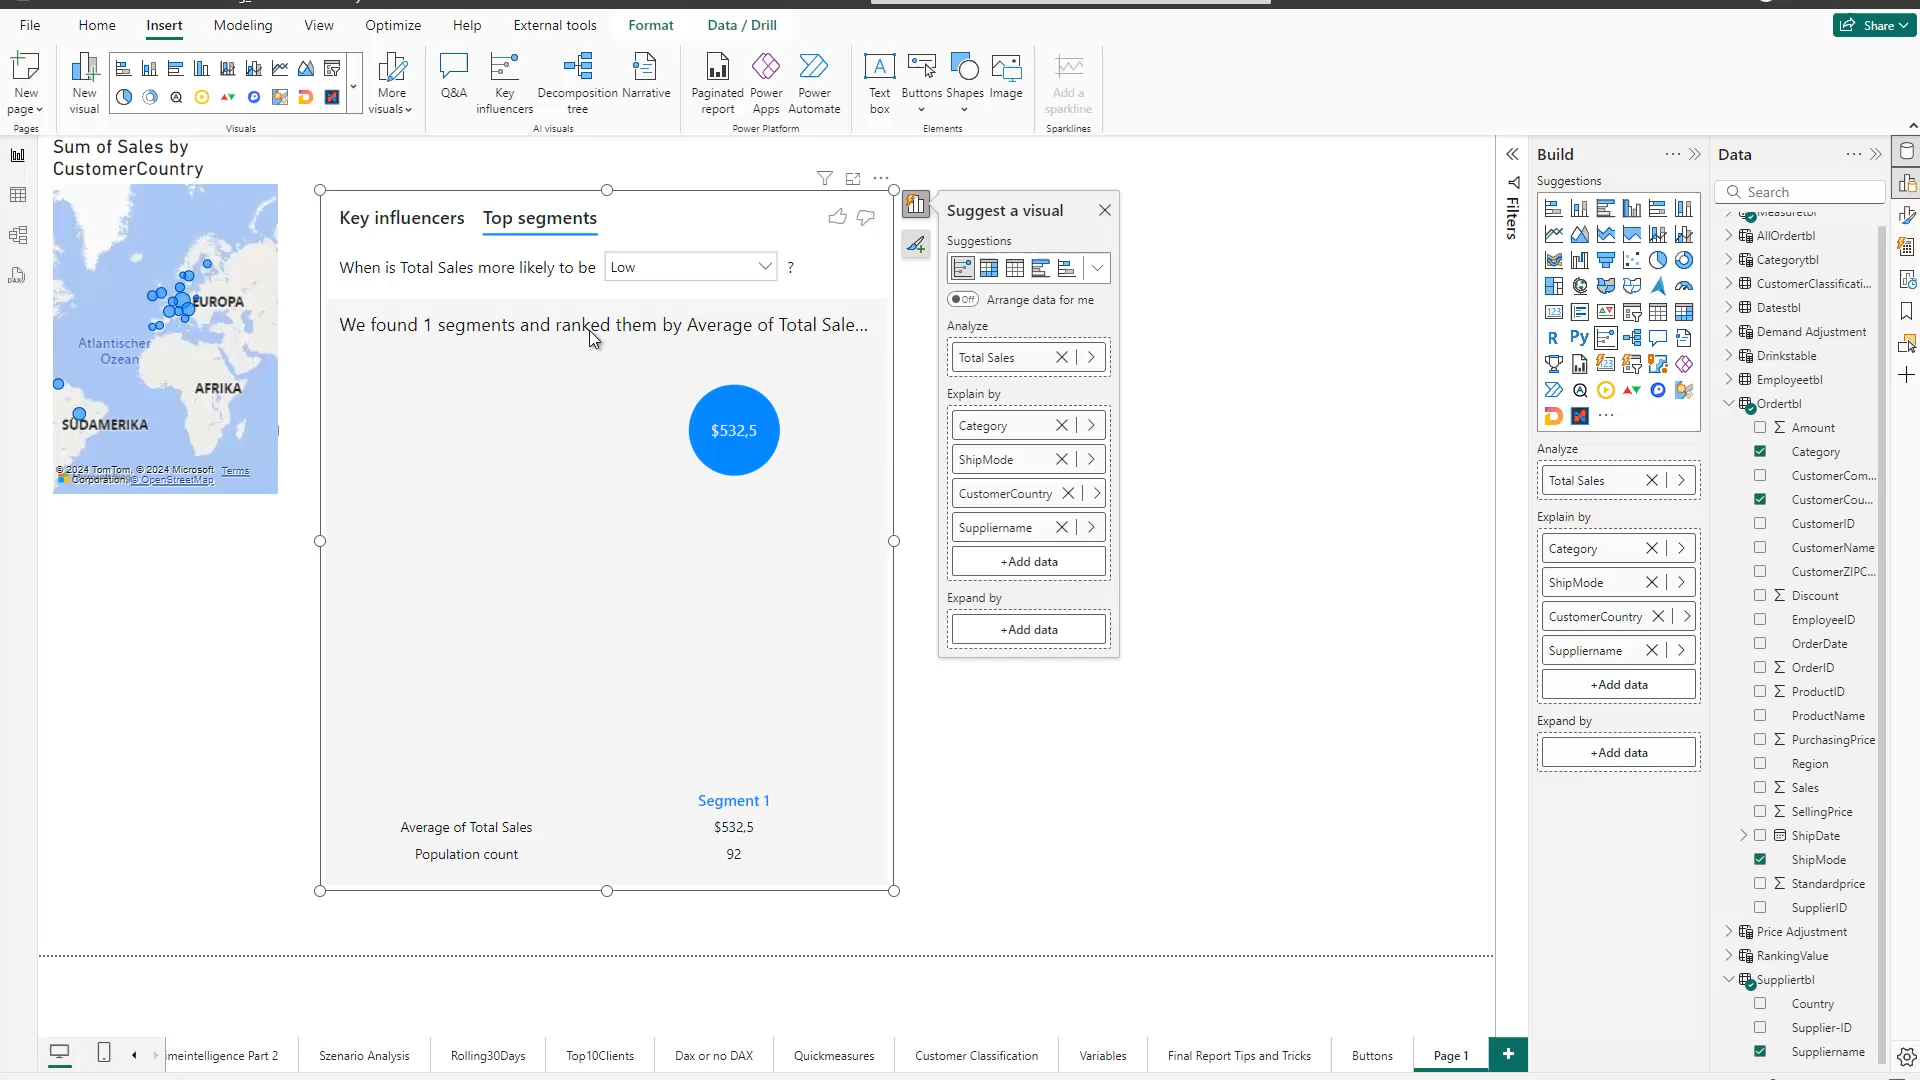 File Home Insert Modeling View Optimize Help External tools Format Data / Drill Share
New page
New visual
More visuals
Q&A
Key influencers
Decomposition tree
Narrative
Paginated report
Power Apps
Power Automate
Text box
Buttons
Shapes
Image
Add a sparkline
Pages Visuals AI visuals Power Platform Elements Sparklines
Sum of Sales by
CustomerCountry
EUROPA
Atlantischer
Ozean
AFRIKA
SÜDAMERIKA
© 2024 TomTom, © 2024 Microsoft
Corporation, © OpenStreetMap Terms
Key influencers Top segments
When is Total Sales more likely to be Low ?
We found 1 segments and ranked them by Average of Total Sale...
$532,5
Segment 1
Average of Total Sales $532,5
Population count 92
Suggest a visual
Suggestions
Off Arrange data for me
Analyze
Total Sales
Explain by
Category
ShipMode
CustomerCountry
Suppliername
+Add data
Expand by
+Add data
Filters
Build
Suggestions
123
R Py
Analyze
Total Sales
Explain by
Category
ShipMode
CustomerCountry
Suppliername
+Add data
Expand by
+Add data
Data
Search
AllOrdertbl
Categorytbl
CustomerClassificati...
Datestbl
Demand Adjustment
Drinkstable
Employeetbl
Ordertbl
Amount
Category
CustomerCom...
CustomerCou...
CustomerID
CustomerName
CustomerZIPC...
Discount
EmployeeID
OrderDate
OrderID
ProductID
ProductName
PurchasingPrice
Region
Sales
SellingPrice
ShipDate
ShipMode
Standardprice
SupplierID
Price Adjustment
RankingValue
Suppliertbl
Country
Supplier-ID
Suppliername
imeintelligence Part 2 Szenario Analysis Rolling30Days Top10Clients Dax or no DAX Quickmeasures Customer Classification Variables Final Report Tips and Tricks Buttons Page 1 +